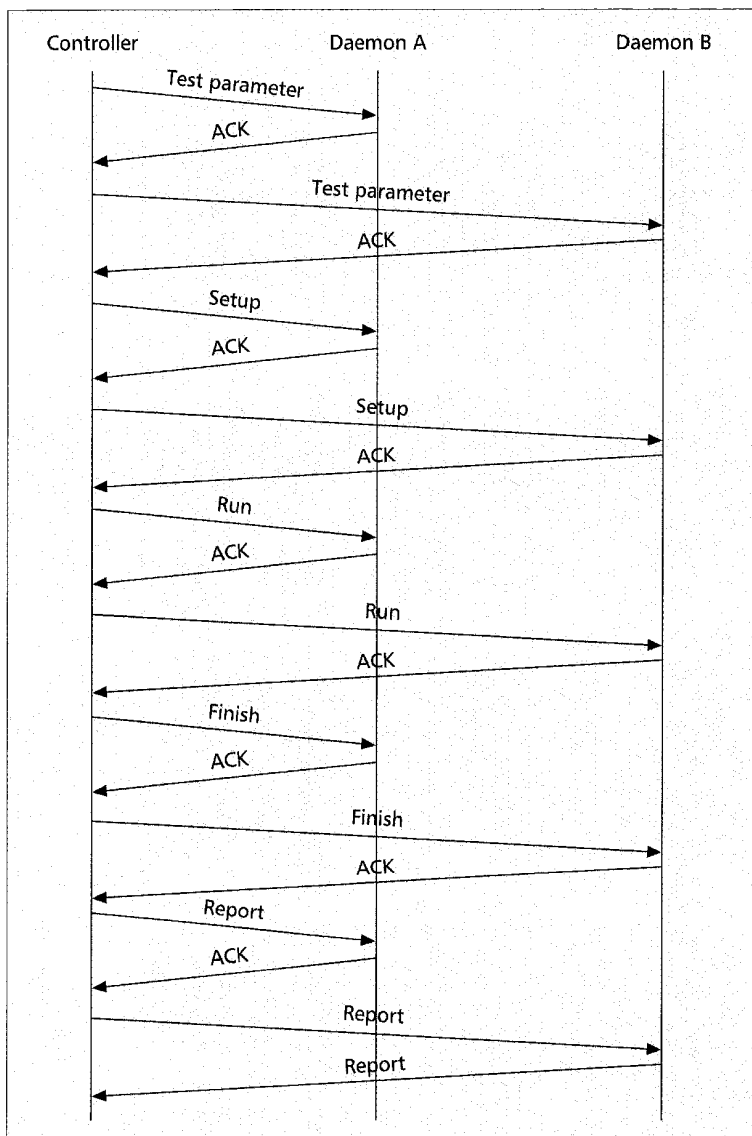 Controller Daemon A Daemon B
Test parameter
ACK
Test parameter
ACK
Setup
ACK
Setup
ACK
Run
ACK
Run
ACK
Finish
ACK
Finish
ACK
Report
ACK
Report
Report